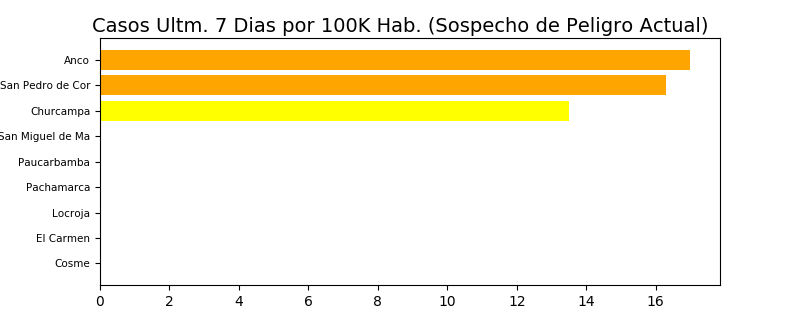 Casos Ultm. 7 Dias por 100K Hab. (Sospecho de Peligro Actual)
Anco
San Pedro de Cor
Churcampa
San Miguel de Ma
Paucarbamba
Pachamarca
Locroja
El Carmen
Cosme
0 2 4 6 8 10 12 14 16